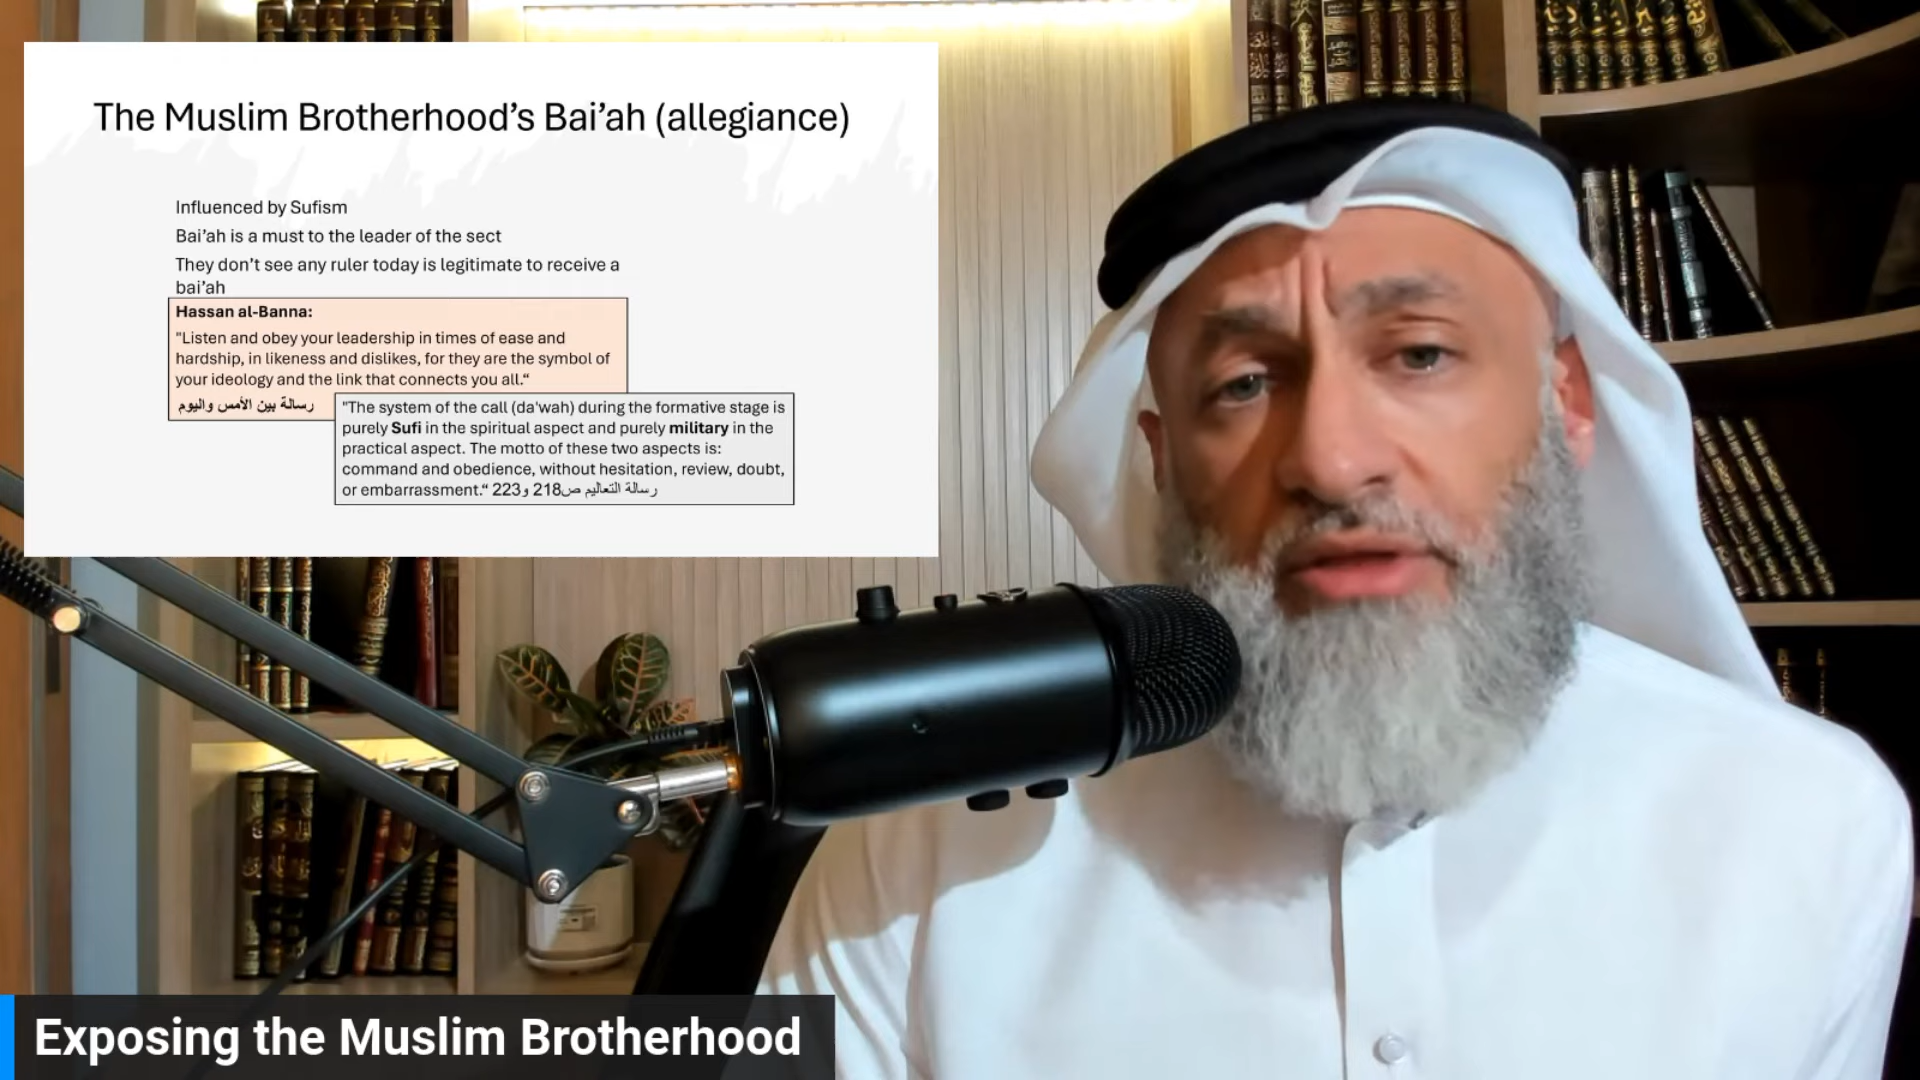 The Muslim Brotherhood’s Bai’ah (allegiance)
Influenced by Sufism
Bai’ah is a must to the leader of the sect
They don’t see any ruler today is legitimate to receive a
bai’ah
Hassan al-Banna:
"Listen and obey your leadership in times of ease and
hardship, in likeness and dislikes, for they are the symbol of
your ideology and the link that connects you all.“
رسالة بين الأمس واليوم
"The system of the call (da'wah) during the formative stage is
purely Sufi in the spiritual aspect and purely military in the
practical aspect. The motto of these two aspects is:
command and obedience, without hesitation, review, doubt,
or embarrassment.“ رسالة التعاليم ص218 و223
Exposing the Muslim Brotherhood